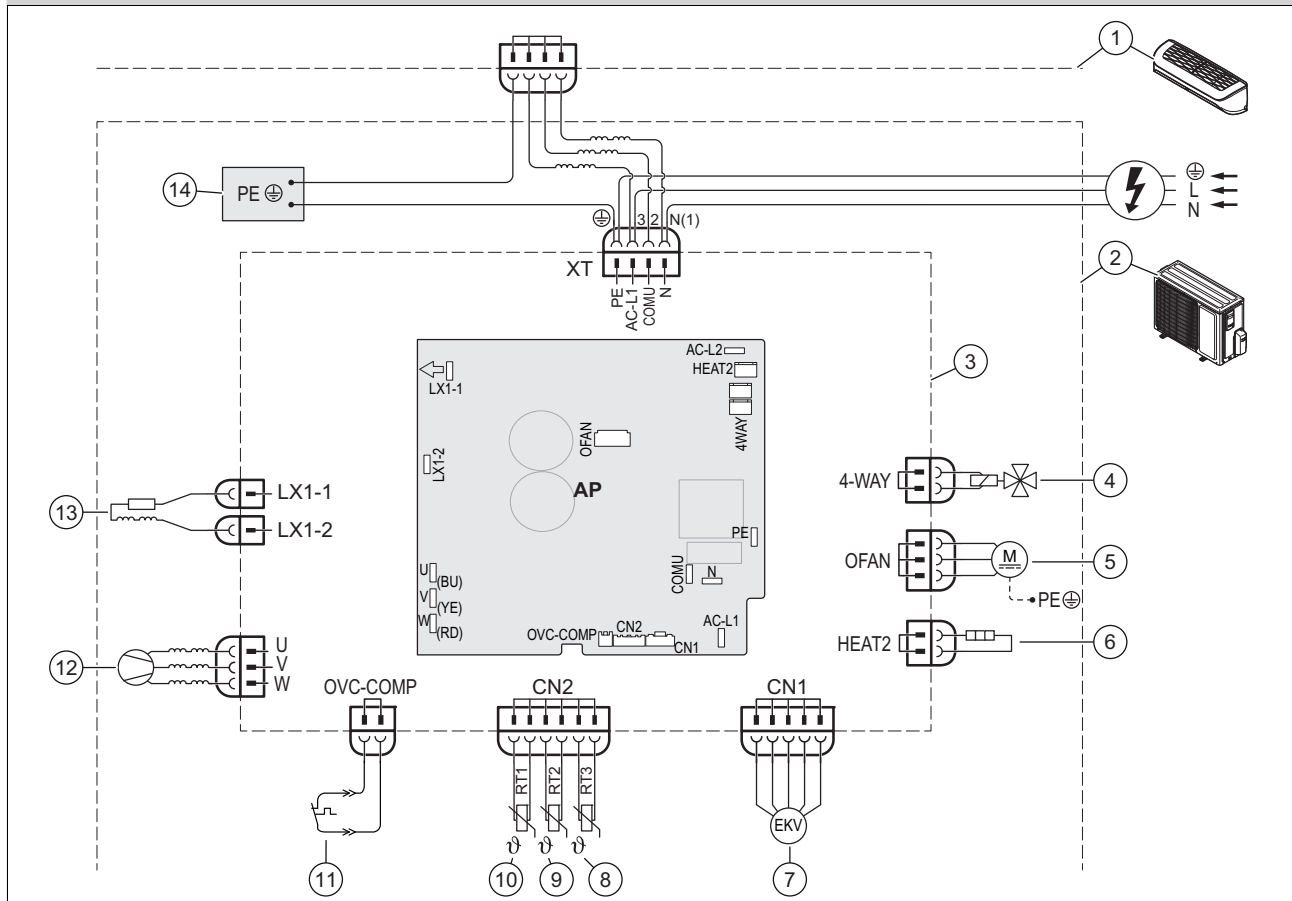 1
14
PE
3
2
N(1)
L
N
XT
PE
AC-L1
COMU
N
2
AC-L2
HEAT2
LX1-1
4WAY
OFAN
LX1-2
AP
3
PE
COMU
N
U
(BU)
V
(YE)
W
(RD)
OVC-COMP
CN2
CN1
AC-L1
13
LX1-1
LX1-2
4-WAY
4
OFAN
M
5
PE
HEAT2
6
12
U
V
W
OVC-COMP
CN2
CN1
RT1
RT2
RT3
EKV
ϑ
ϑ
ϑ
11
10
9
8
7